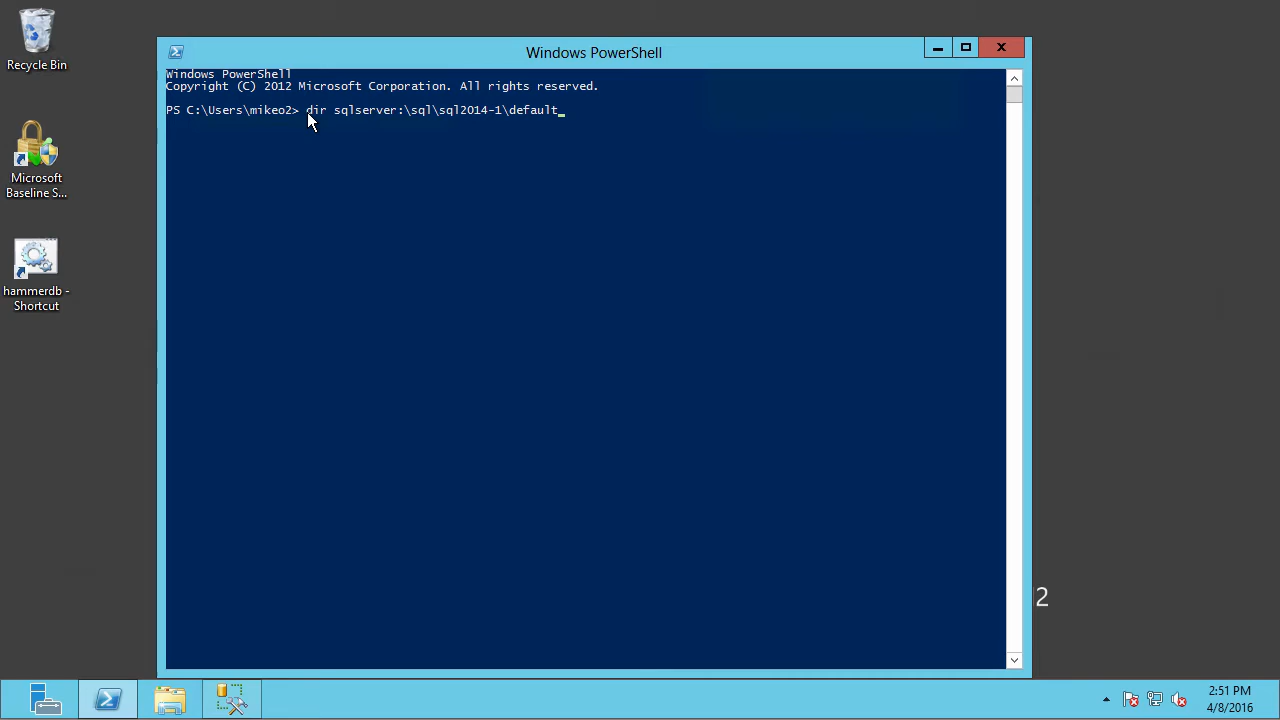 Recycle Bin
Microsoft
Baseline S...
hammerdb -
Shortcut
Windows PowerShell
Windows PowerShell
Copyright (C) 2012 Microsoft Corporation. All rights reserved.
PS C:\Users\mikeo2> dir sqlserver:\sql\sql2014-1\default_
2
2:51 PM
4/8/2016